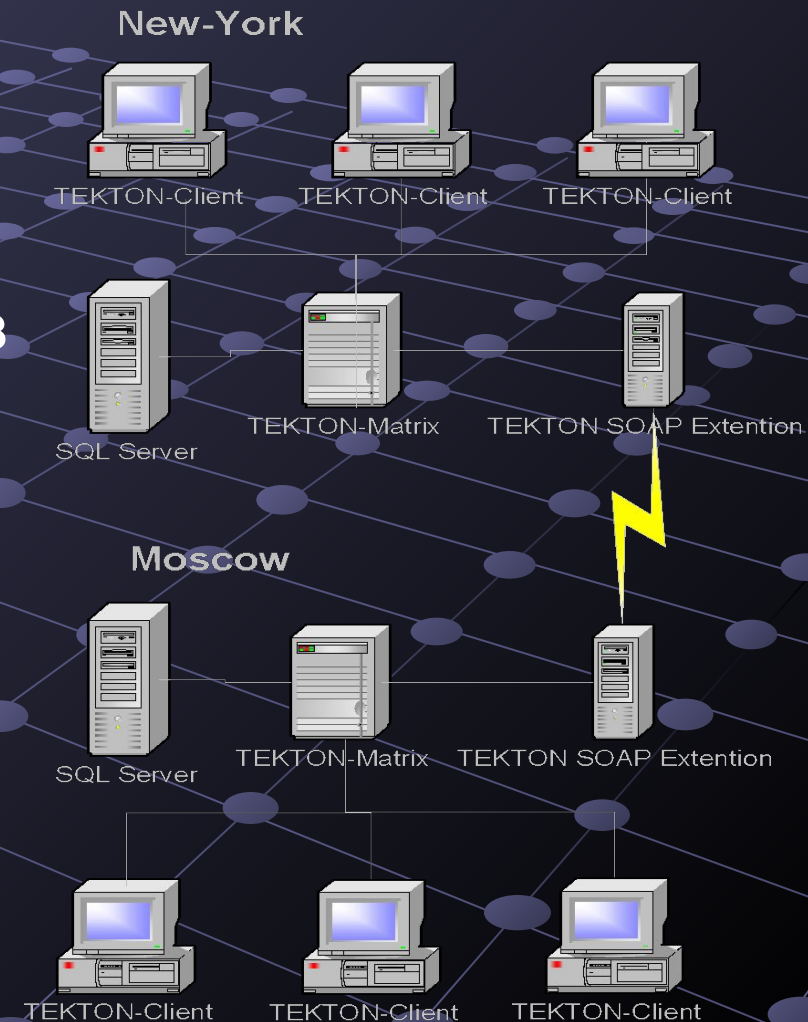 New-York
TEKTON-Client TEKTON-Client TEKTON-Client
TEKTON-Matrix TEKTON SOAP Extention
SQL Server
Moscow
TEKTON-Matrix TEKTON SOAP Extention
SQL Server
TEKTON-Client TEKTON-Client TEKTON-Client